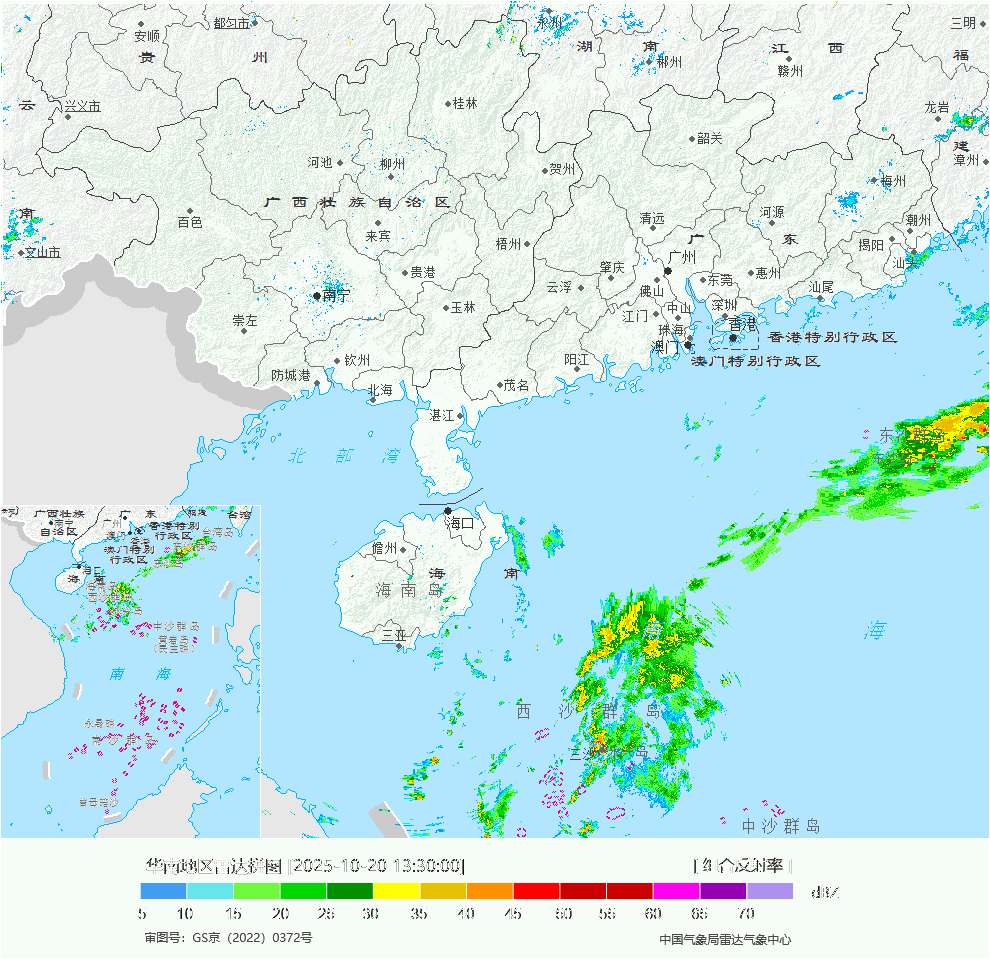 三明
安顺
都匀市
永州
贵
州
湖
南
江
西
郴州
赣州
福
云
兴义市
桂林
龙岩
韶关
建
河池
柳州
贺州
漳州
梅州
广西壮族自治区
南
百色
来宾
清远
河源
潮州
文山市
梧州
广
东
揭阳
广州
汕头
贵港
肇庆
南宁
云浮
佛山
东莞
惠州
汕尾
崇左
玉林
江门
中山
深圳
珠海
香港
香港特别行政区
澳门
澳门特别行政区
钦州
阳江
防城港
北海
茂名
湛江
北部湾
海口
儋州
海
南
海南岛
三亚
海
西沙群岛
中沙群岛
广西壮族
自治区
南宁
广
东
广州
香港特别
行政区
澳门特别
行政区
台湾
台湾岛
海口
海
南
中沙群岛
黄岩岛
南
海
永暑礁
南沙群岛
曾母暗沙
华南地区雷达拼图 [2025-10-20 13:30:00]
[组合反射率]
dBZ
5 10 15 20 25 30 35 40 45 50 55 60 65 70
审图号：GS京（2022）0372号
中国气象局雷达气象中心